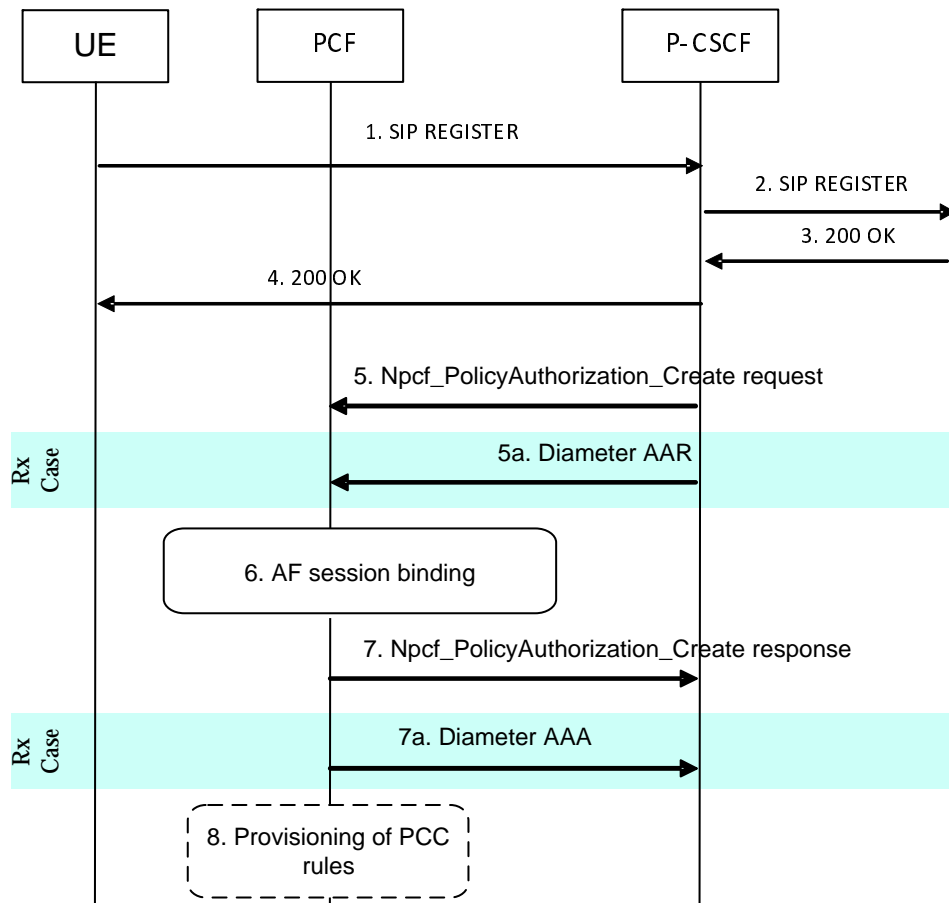 UE
PCF
P-CSCF
1. SIP REGISTER
2. SIP REGISTER
3. 200 OK
4. 200 OK
5. Npcf_PolicyAuthorization_Create request
Rx
Case
5a. Diameter AAR
6. AF session binding
7. Npcf_PolicyAuthorization_Create response
Rx
Case
7a. Diameter AAA
8. Provisioning of PCC
rules